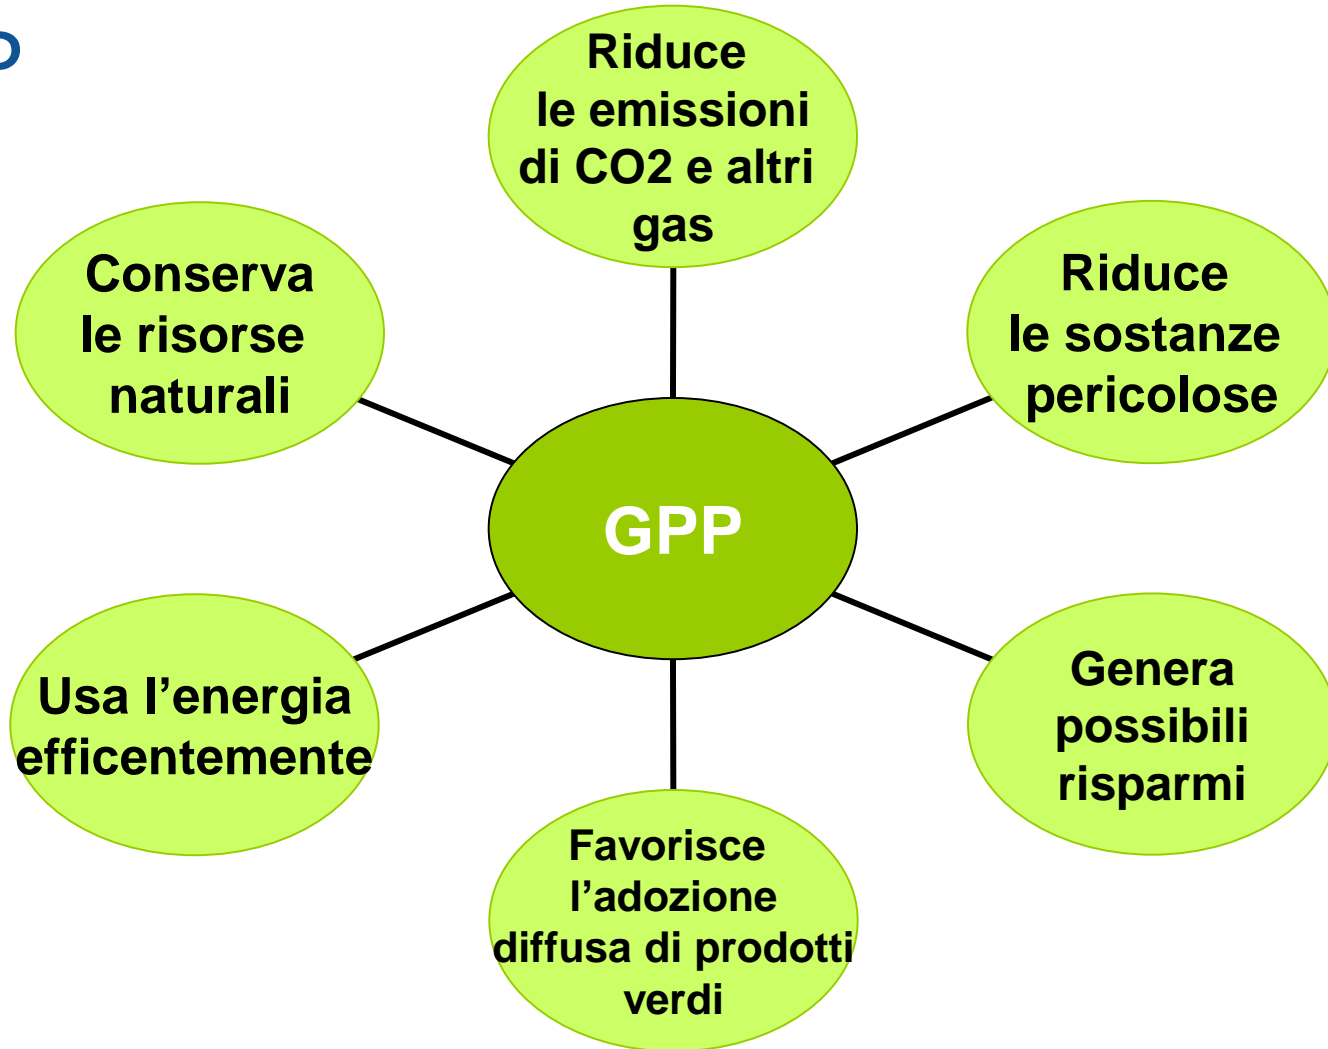 P
Riduce
le emissioni
di CO2 e altri
gas
Conserva
le risorse
naturali
Riduce
le sostanze
pericolose
GPP
Usa l’energia
efficentemente
Genera
possibili
risparmi
Favorisce
l’adozione
diffusa di prodotti
verdi